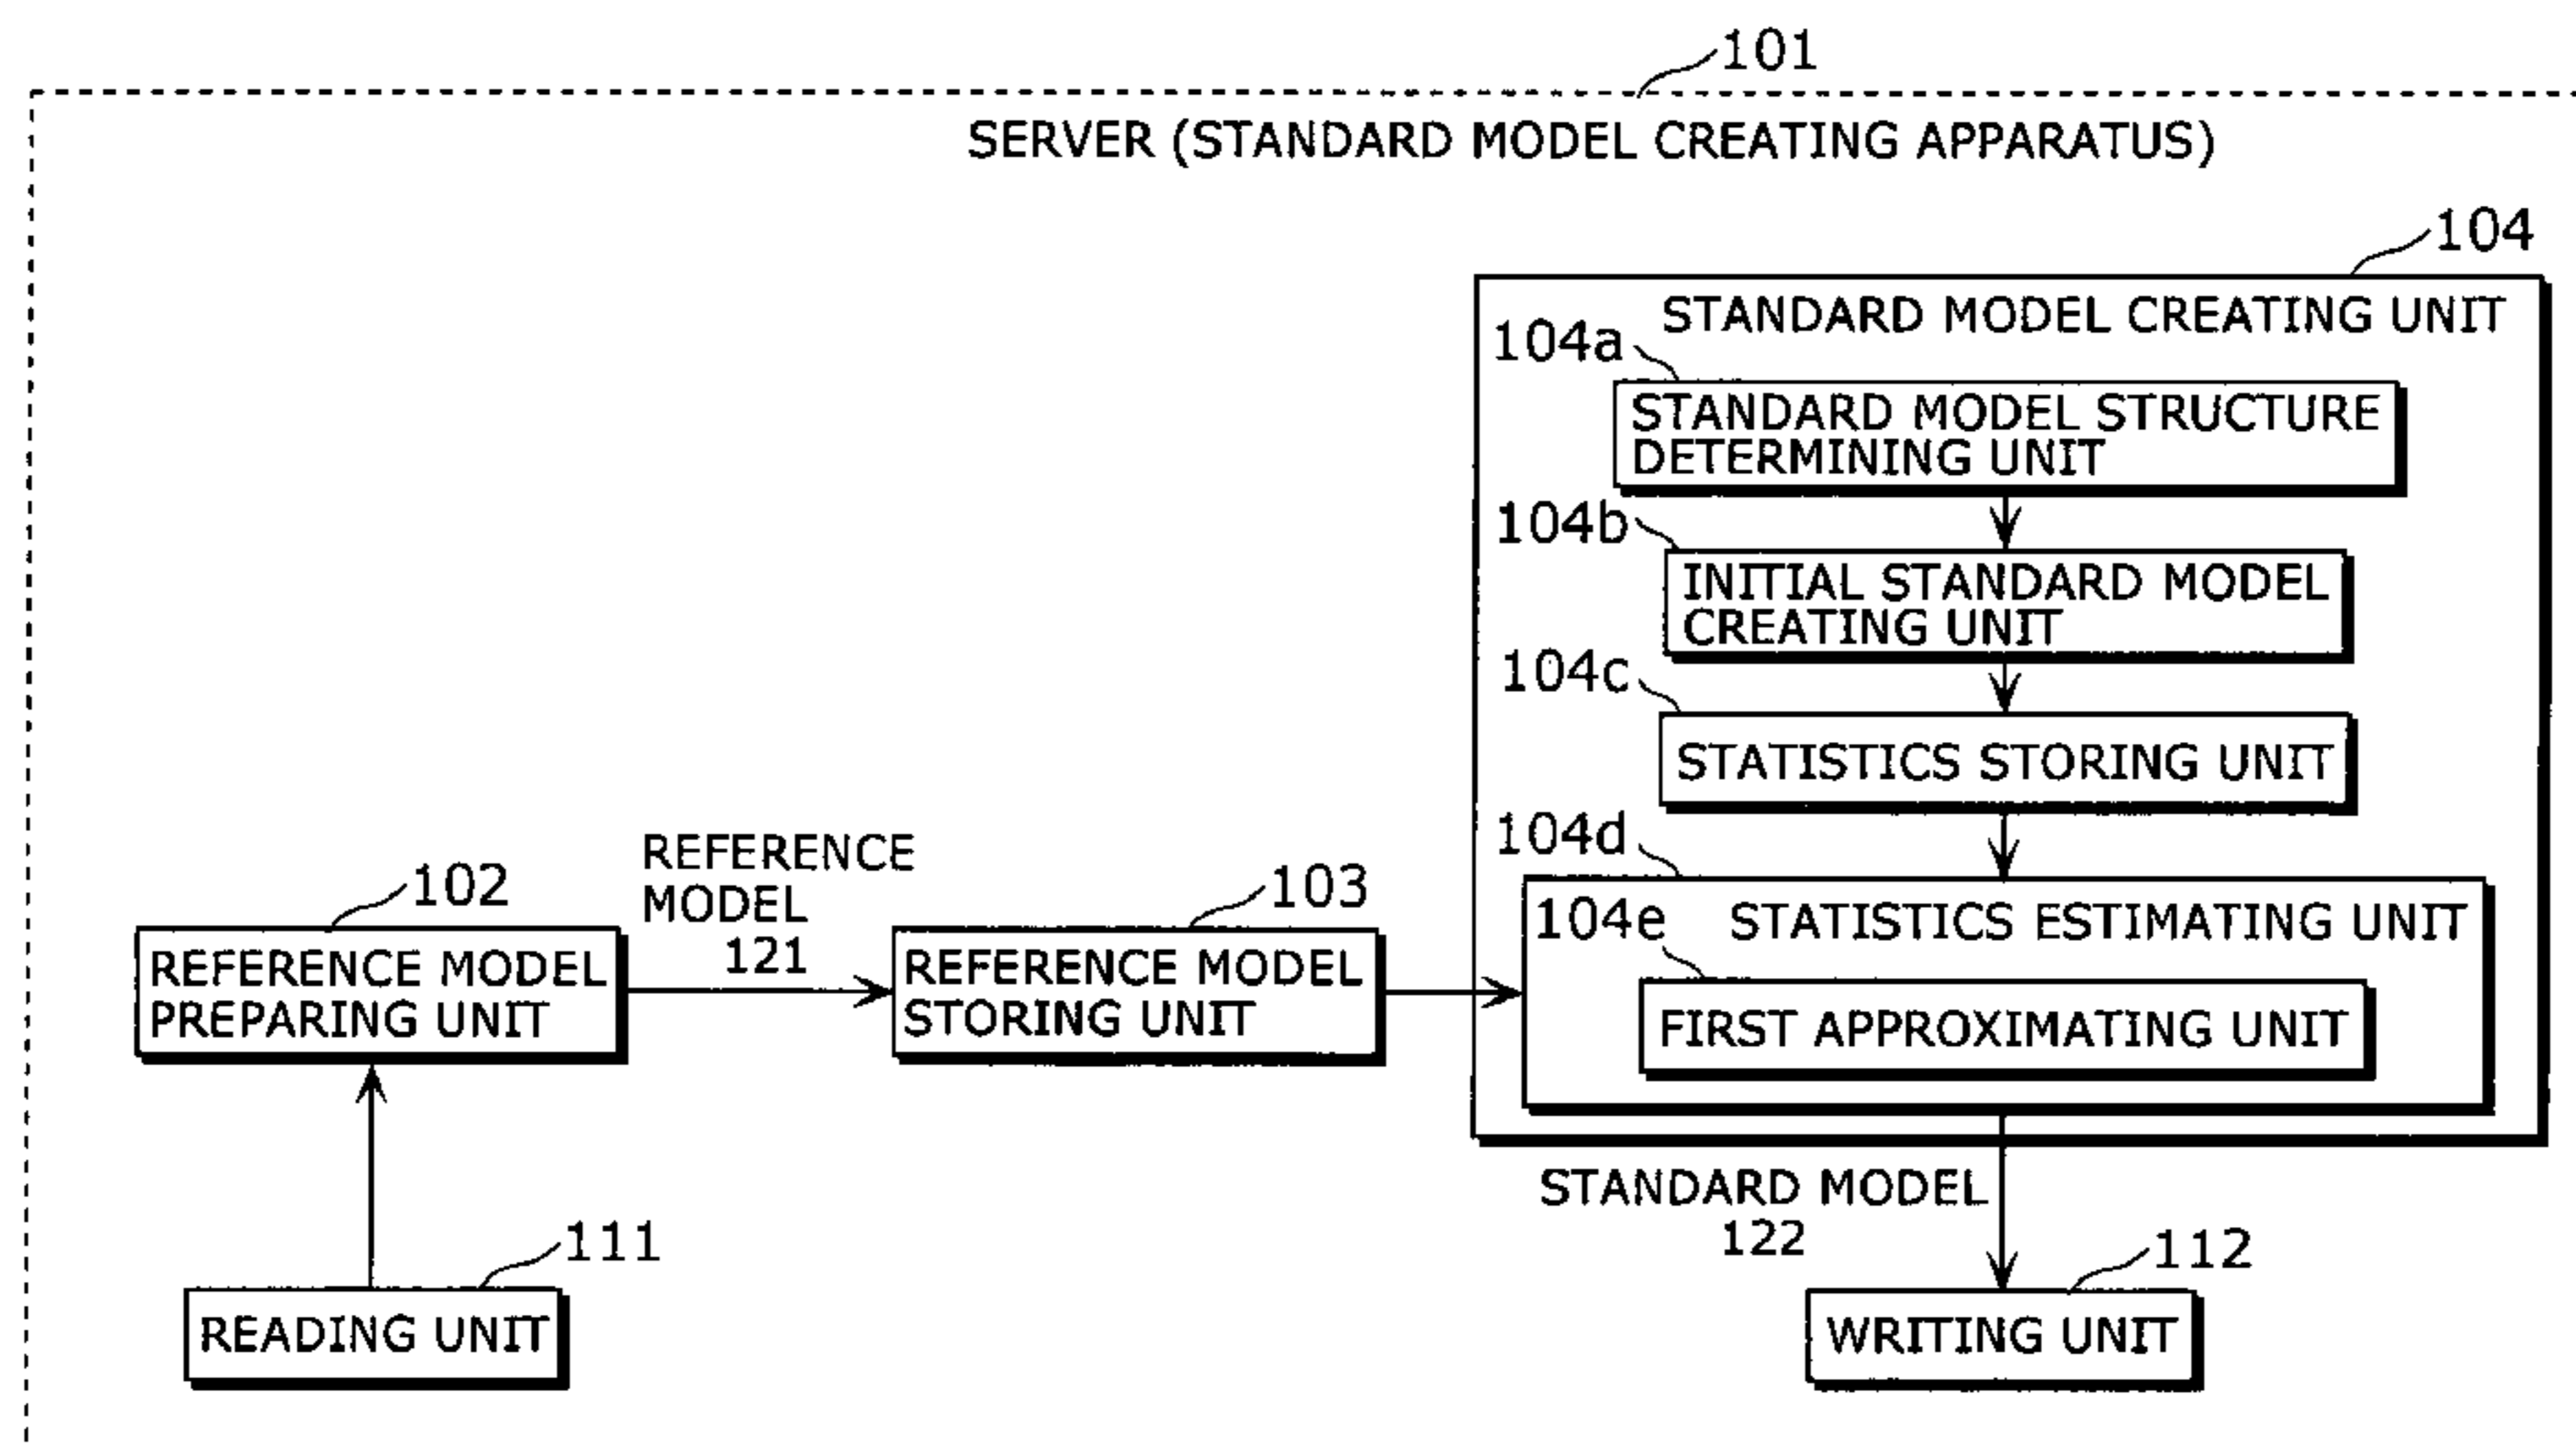 101
SERVER (STANDARD MODEL CREATING APPARATUS)
104
STANDARD MODEL CREATING UNIT
104a
STANDARD MODEL STRUCTURE
DETERMINING UNIT
104b
INITIAL STANDARD MODEL
CREATING UNIT
104c
STATISTICS STORING UNIT
104d
STATISTICS ESTIMATING UNIT
104e
FIRST APPROXIMATING UNIT
102
REFERENCE MODEL
PREPARING UNIT
REFERENCE
MODEL
121
103
REFERENCE MODEL
STORING UNIT
STANDARD MODEL
122
111
READING UNIT
112
WRITING UNIT